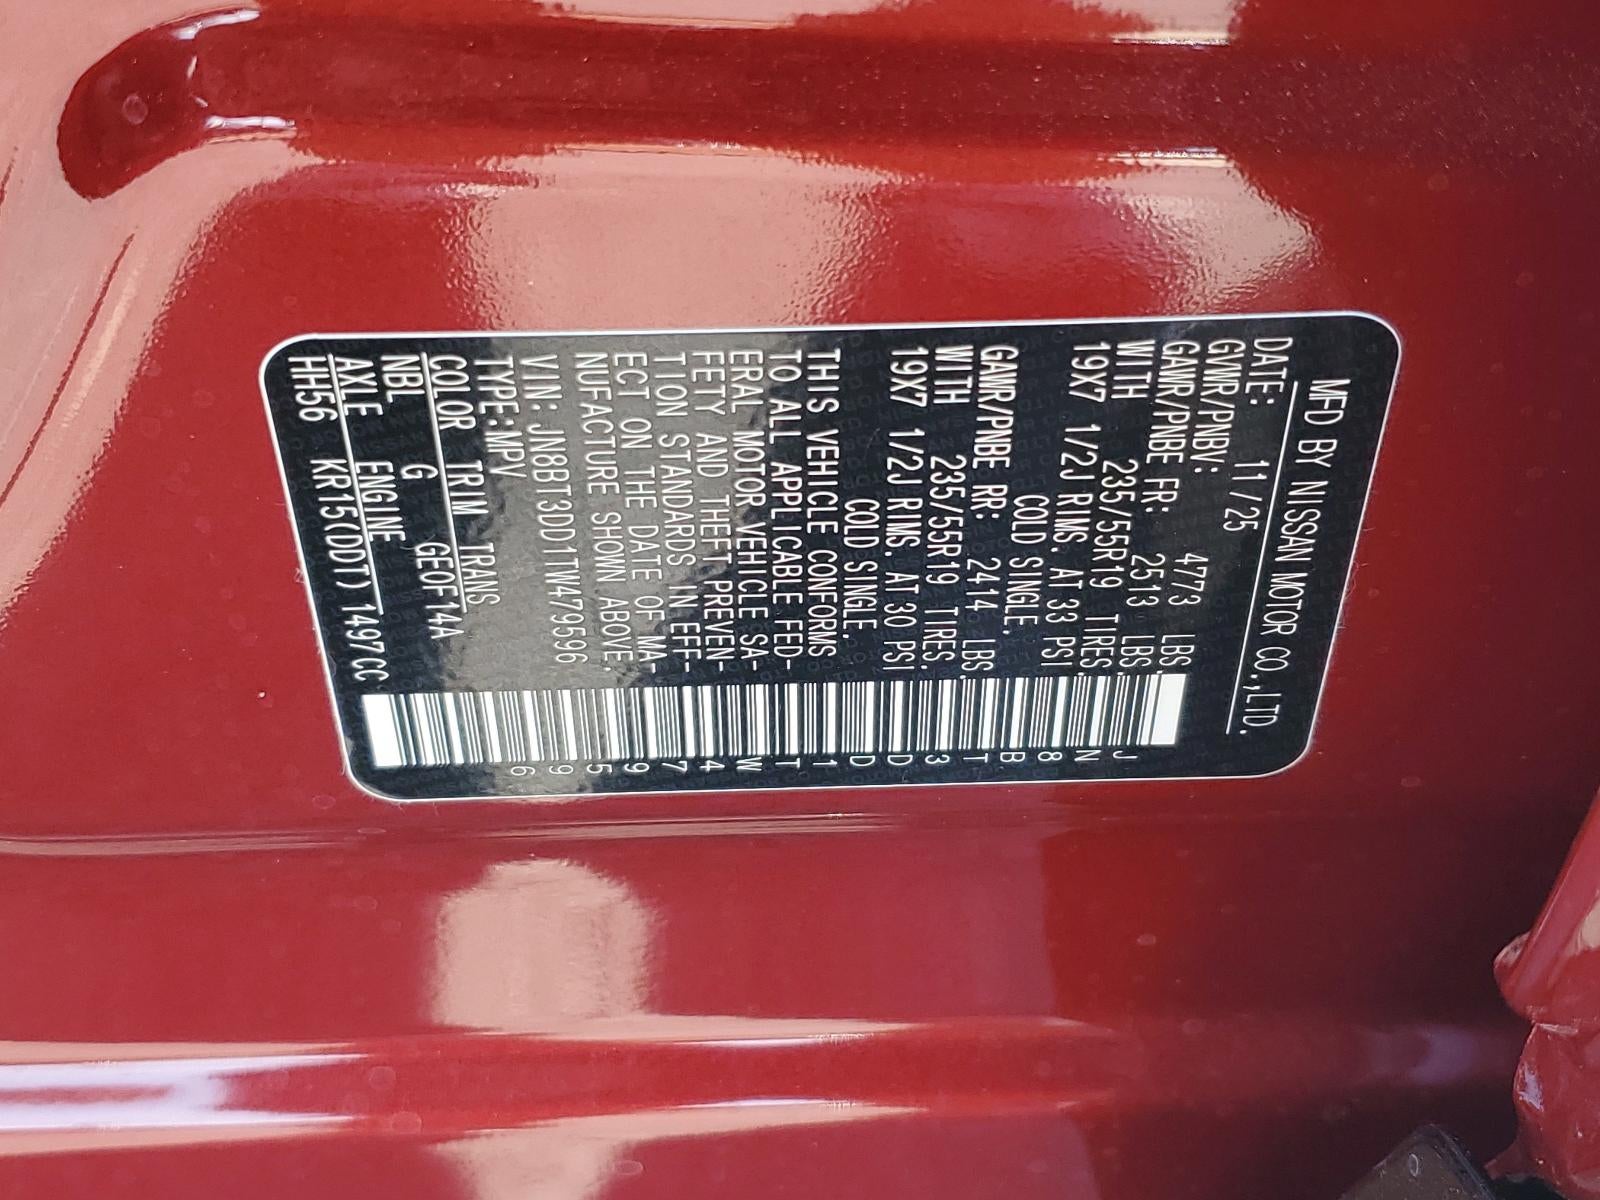 MFD BY NISSAN MOTOR CO.,LTD.
DATE: 11/25
GVWR/PNBV: 4773 LBS.
GAWR/PNBE FR: 2513 LBS.
WITH 235/55R19 TIRES.
19X7 1/2J RIMS. AT 33 PSI.
COLD SINGLE.
GAWR/PNBE RR: 2414 LBS.
WITH 235/55R19 TIRES.
19X7 1/2J RIMS. AT 30 PSI
COLD SINGLE.
THIS VEHICLE CONFORMS
TO ALL APPLICABLE FED-
ERAL MOTOR VEHICLE SA-
FETY AND THEFT PREVEN-
TION STANDARDS IN EFF-
ECT ON THE DATE OF MA-
NUFACTURE SHOWN ABOVE.
VIN: JN8BT3DD1TW479596
TYPE:MPV
COLOR TRIM TRANS
NBL G GE0F14A
AXLE ENGINE
HH56 KR15(DDT) 1497CC
JN8BT3DD1TW479596